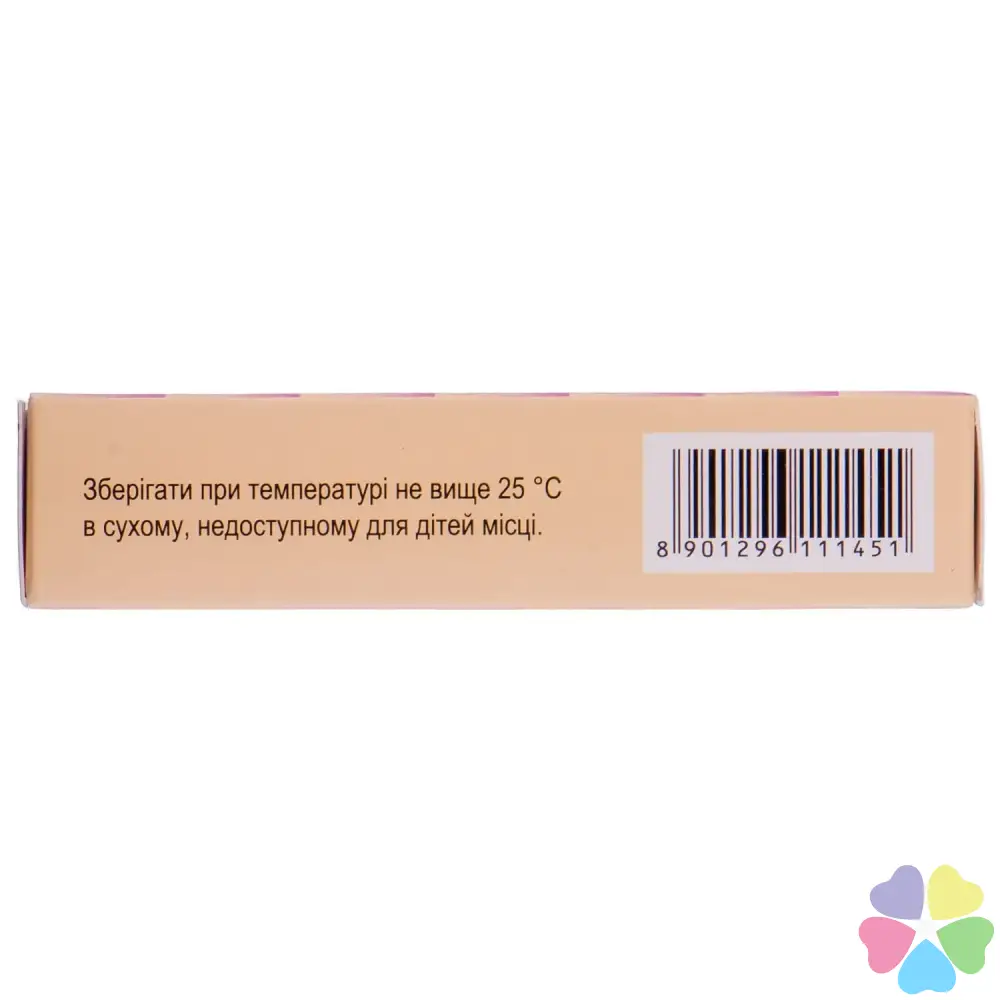 Зберігати при температурі не вище 25 °C
в сухому, недоступному для дітей місці.
8 901296 111451